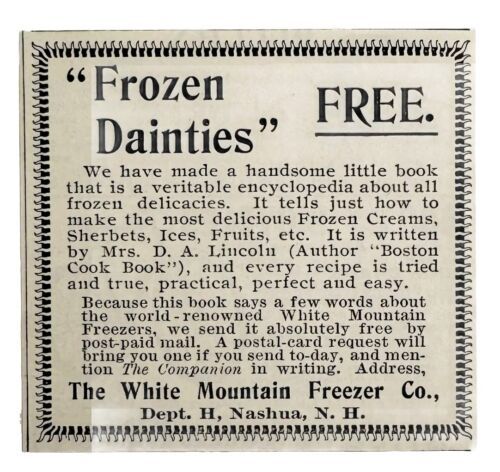 “Frozen
Dainties”
FREE.
We have made a handsome little book
that is a veritable encyclopedia about all
frozen delicacies. It tells just how to
make the most delicious Frozen Creams,
Sherbets, Ices, Fruits, etc. It is written
by Mrs. D. A. Lincoln (Author “Boston
Cook Book”), and every recipe is tried
and true, practical, perfect and easy.
Because this book says a few words about
the world-renowned White Mountain
Freezers, we send it absolutely free by
post-paid mail. A postal-card request will
bring you one if you send to-day, and men-
tion The Companion in writing. Address,
The White Mountain Freezer Co.,
Dept. H, Nashua, N. H.